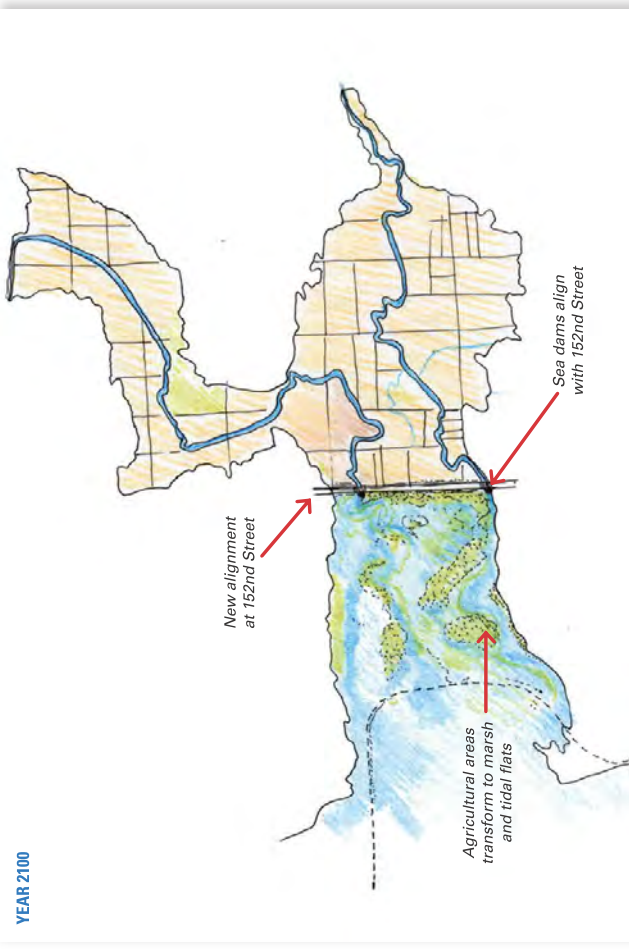 YEAR 2100
New alignment
at 152nd Street
Agricultural areas
transform to marsh
and tidal flats
Sea dams align
with 152nd Street